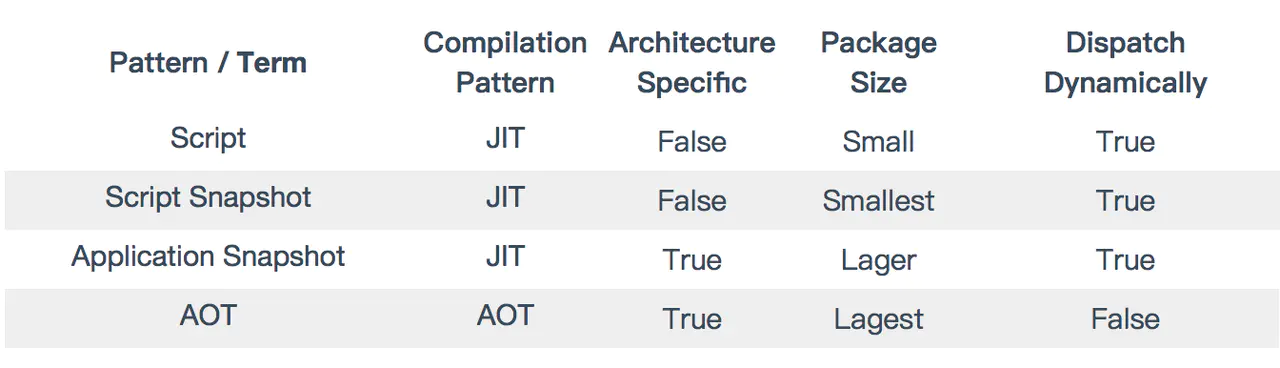 Pattern / Term Compilation Pattern Architecture Specific Package Size Dispatch Dynamically
Script JIT False Small True
Script Snapshot JIT False Smallest True
Application Snapshot JIT True Lager True
AOT AOT True Lagest False